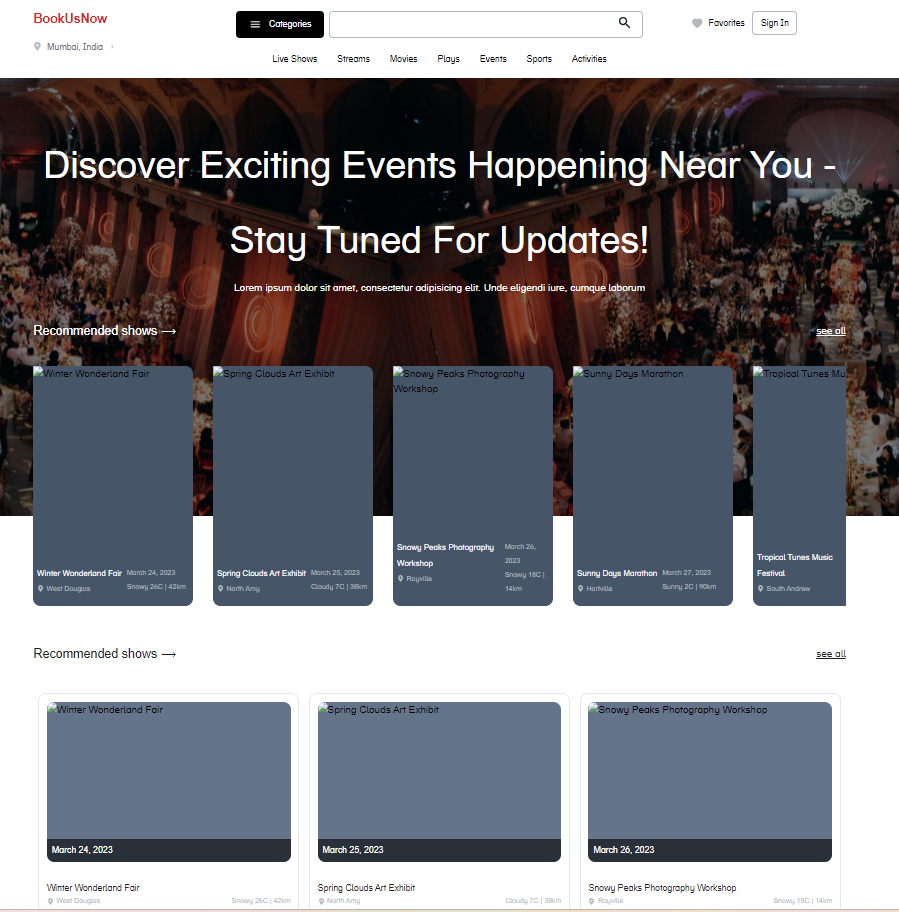 BookUsNow
Categories
Favorites
Sign In
Mumbai, India
Live Shows Streams Movies Plays Events Sports Activities
Discover Exciting Events Happening Near You -
Stay Tuned For Updates!
Lorem ipsum dolor sit amet, consectetur adipisicing elit. Unde eligendi iure, cumque laborum
Recommended shows ⟶
see all
Winter Wonderland Fair
Winter Wonderland Fair
March 24, 2023
West Douglas
Snowy 26C | 42km
Spring Clouds Art Exhibit
Spring Clouds Art Exhibit
March 25, 2023
North Amy
Cloudy 7C | 38km
Snowy Peaks Photography
Workshop
Snowy Peaks Photography
Workshop
March 26,
2023
Rayville
Snowy 18C |
14km
Sunny Days Marathon
Sunny Days Marathon
March 27, 2023
Hartville
Sunny 2C | 90km
Tropical Tunes Mu
Tropical Tunes Music
Festival
South Andrew
Recommended shows ⟶
see all
Winter Wonderland Fair
March 24, 2023
Winter Wonderland Fair
West Douglas
Snowy 26C | 42km
Spring Clouds Art Exhibit
March 25, 2023
Spring Clouds Art Exhibit
North Amy
Cloudy 7C | 38km
Snowy Peaks Photography Workshop
March 26, 2023
Snowy Peaks Photography Workshop
Rayville
Snowy 18C | 14km